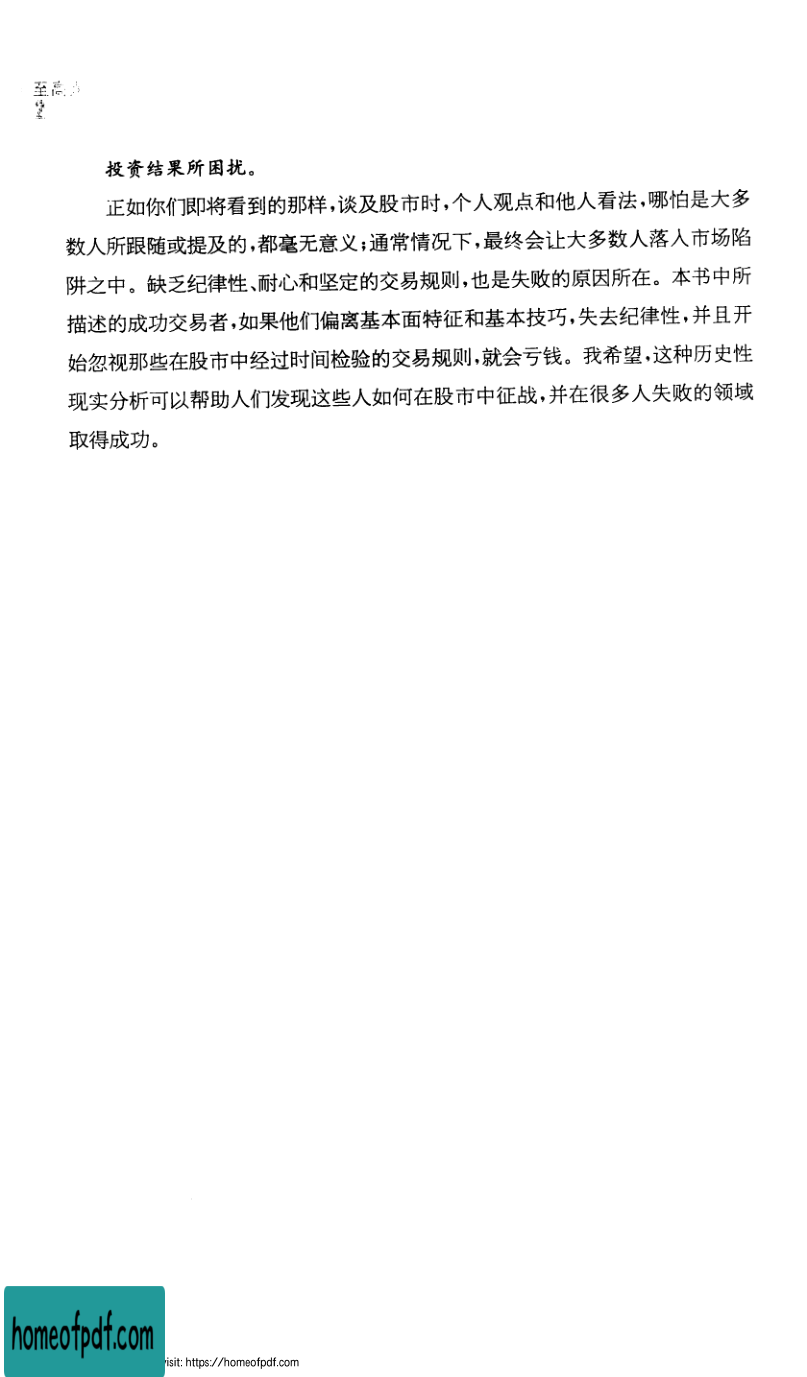 至高
投资结果所困扰。
正如你们即将看到的那样,谈及股市时,个人观点和他人看法,哪怕是大多
数人所跟随或提及的,都毫无意义;通常情况下,最终会让大多数人落入市场陷
阱之中。缺乏纪律性、耐心和坚定的交易规则,也是失败的原因所在。本书中所
描述的成功交易者,如果他们偏离基本面特征和基本技巧,失去纪律性,并且开
始忽视那些在股市中经过时间检验的交易规则,就会亏钱。我希望,这种历史性
现实分析可以帮助人们发现这些人如何在股市中征战,并在很多人失败的领域
取得成功。
homeofpdf.com
visit: https://homeofpdf.com